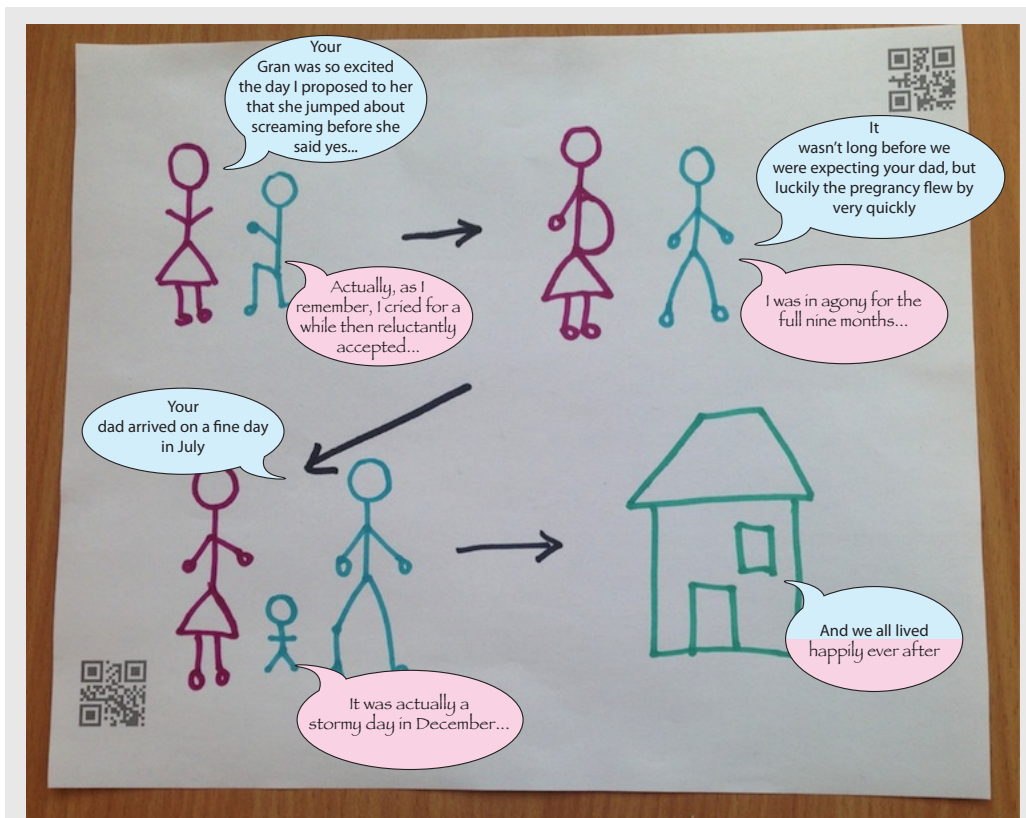 Your
Gran was so excited
the day I proposed to her
that she jumped about
screaming before she
said yes...
Actually, as I
remember, I cried for a
while then reluctantly
accepted...
It
wasn't long before we
were expecting your dad, but
luckily the pregrancy flew by
very quickly
I was in agony for the
full nine months...
Your
dad arrived on a fine day
in July
It was actually a
stormy day in December...
And we all lived
happily ever after